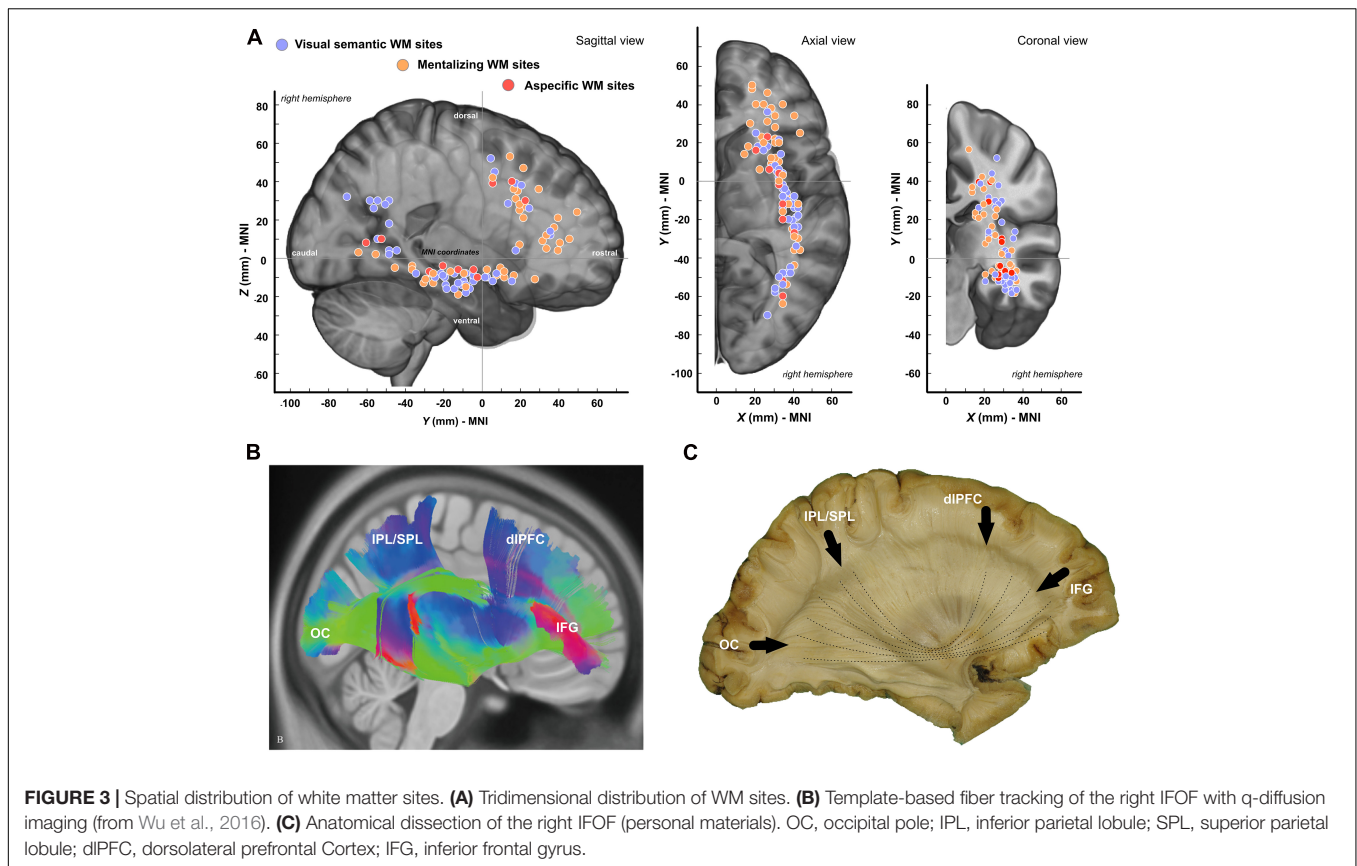 A
Visual semantic WM sites
Mentalizing WM sites
Aspecific WM sites
Sagittal view
right hemisphere
80
60
40
20
0
-20
-40
-60
Z (mm) - MNI
dorsal
caudal
MNI coordinates
rostral
ventral
-100 -80 -60 -40 -20 0 20 40 60
Y (mm) - MNI
Axial view
60
40
20
0
-20
-40
-60
-80
-100
Y (mm) - MNI
right hemisphere
0 20 40 60
X (mm) - MNI
Coronal view
80
60
40
20
0
-20
-40
-60
Y (mm) - MNI
right hemisphere
0 20 40 60
X (mm) - MNI
B
IPL/SPL
dlPFC
OC
IFG
B
C
IPL/SPL
dlPFC
IFG
OC
FIGURE 3 | Spatial distribution of white matter sites. (A) Tridimensional distribution of WM sites. (B) Template-based fiber tracking of the right IFOF with q-diffusion
imaging (from Wu et al., 2016). (C) Anatomical dissection of the right IFOF (personal materials). OC, occipital pole; IPL, inferior parietal lobule; SPL, superior parietal
lobule; dlPFC, dorsolateral prefrontal Cortex; IFG, inferior frontal gyrus.